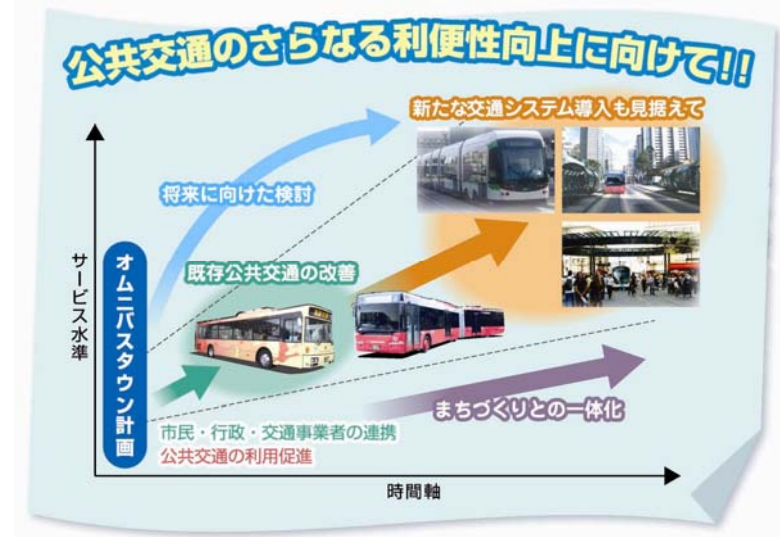 公共交通のさらなる利便性向上に向けて!!
新たな交通システム導入も見据えて
将来に向けた検討
既存公共交通の改善
サービス水準
オムニバスタウン計画
まちづくりとの一体化
市民・行政・交通事業者の連携
公共交通の利用促進
時間軸